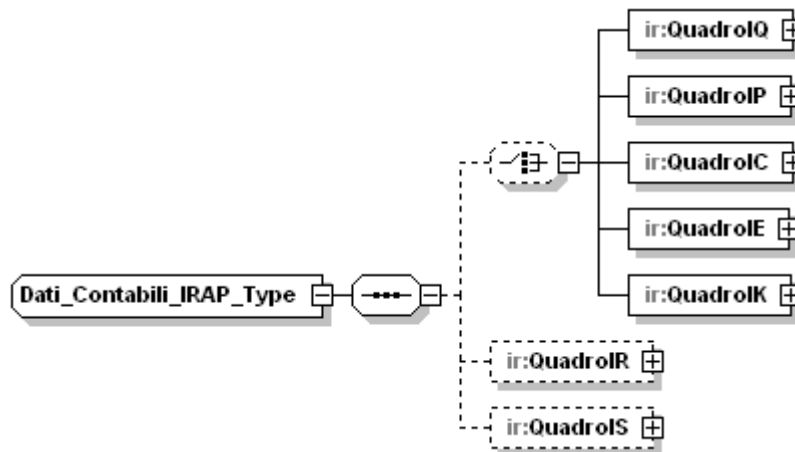 ir:QuadroIQ
ir:QuadroIP
ir:QuadroIC
ir:QuadroIE
Dati_Contabili_IRAP_Type
ir:QuadroIK
ir:QuadroIR
ir:QuadroIS